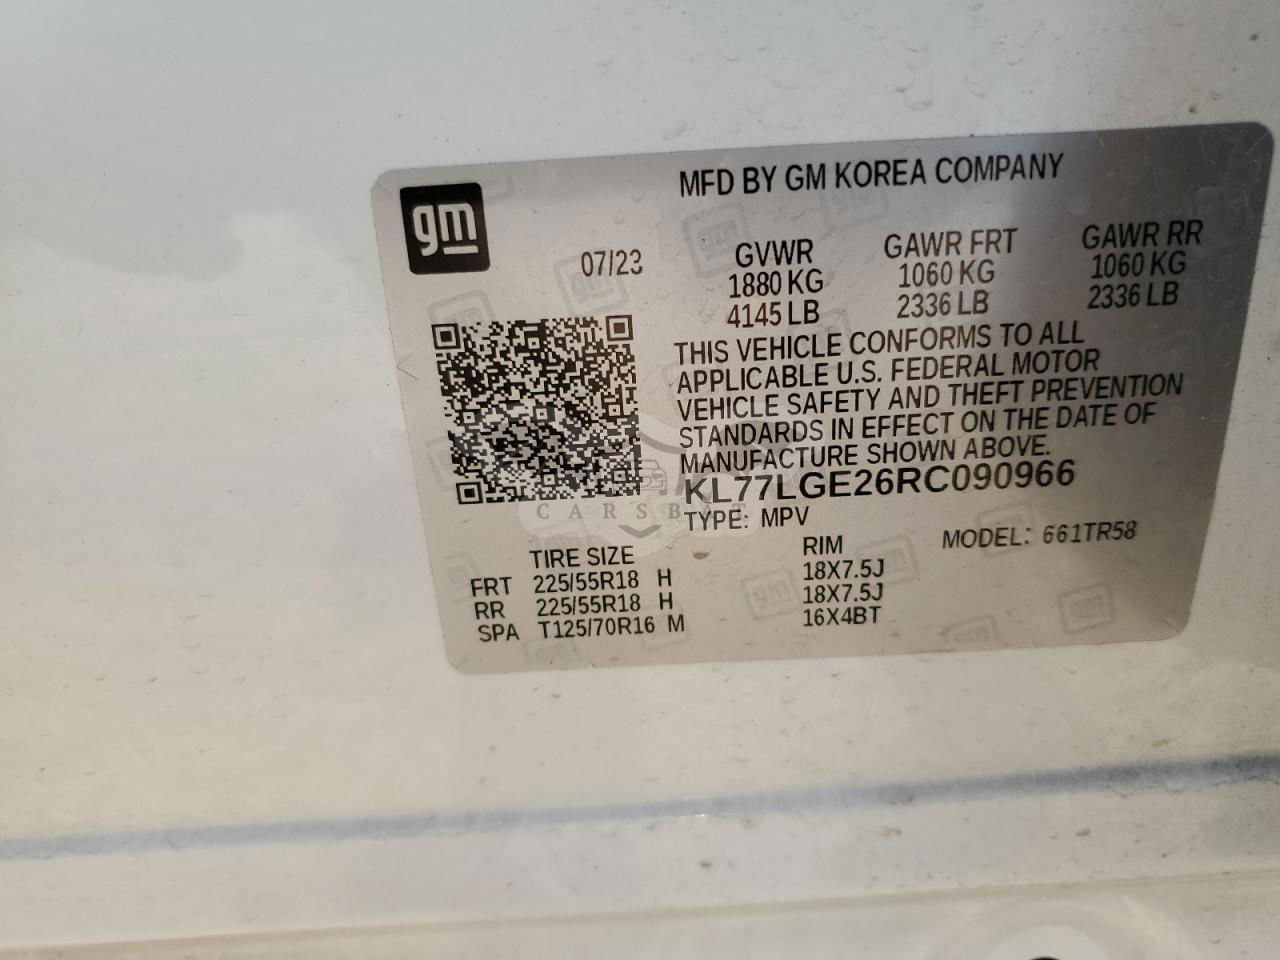 MFD BY GM KOREA COMPANY
gm
07/23
GVWR GAWR FRT GAWR RR
1880 KG 1060 KG 1060 KG
4145 LB 2336 LB 2336 LB
THIS VEHICLE CONFORMS TO ALL
APPLICABLE U.S. FEDERAL MOTOR
VEHICLE SAFETY AND THEFT PREVENTION
STANDARDS IN EFFECT ON THE DATE OF
MANUFACTURE SHOWN ABOVE.
KL77LGE26RC090966
CARSBAT
TYPE: MPV
MODEL: 661TR58
TIRE SIZE RIM
FRT 225/55R18 H 18X7.5J
RR 225/55R18 H 18X7.5J
SPA T125/70R16 M 16X4BT